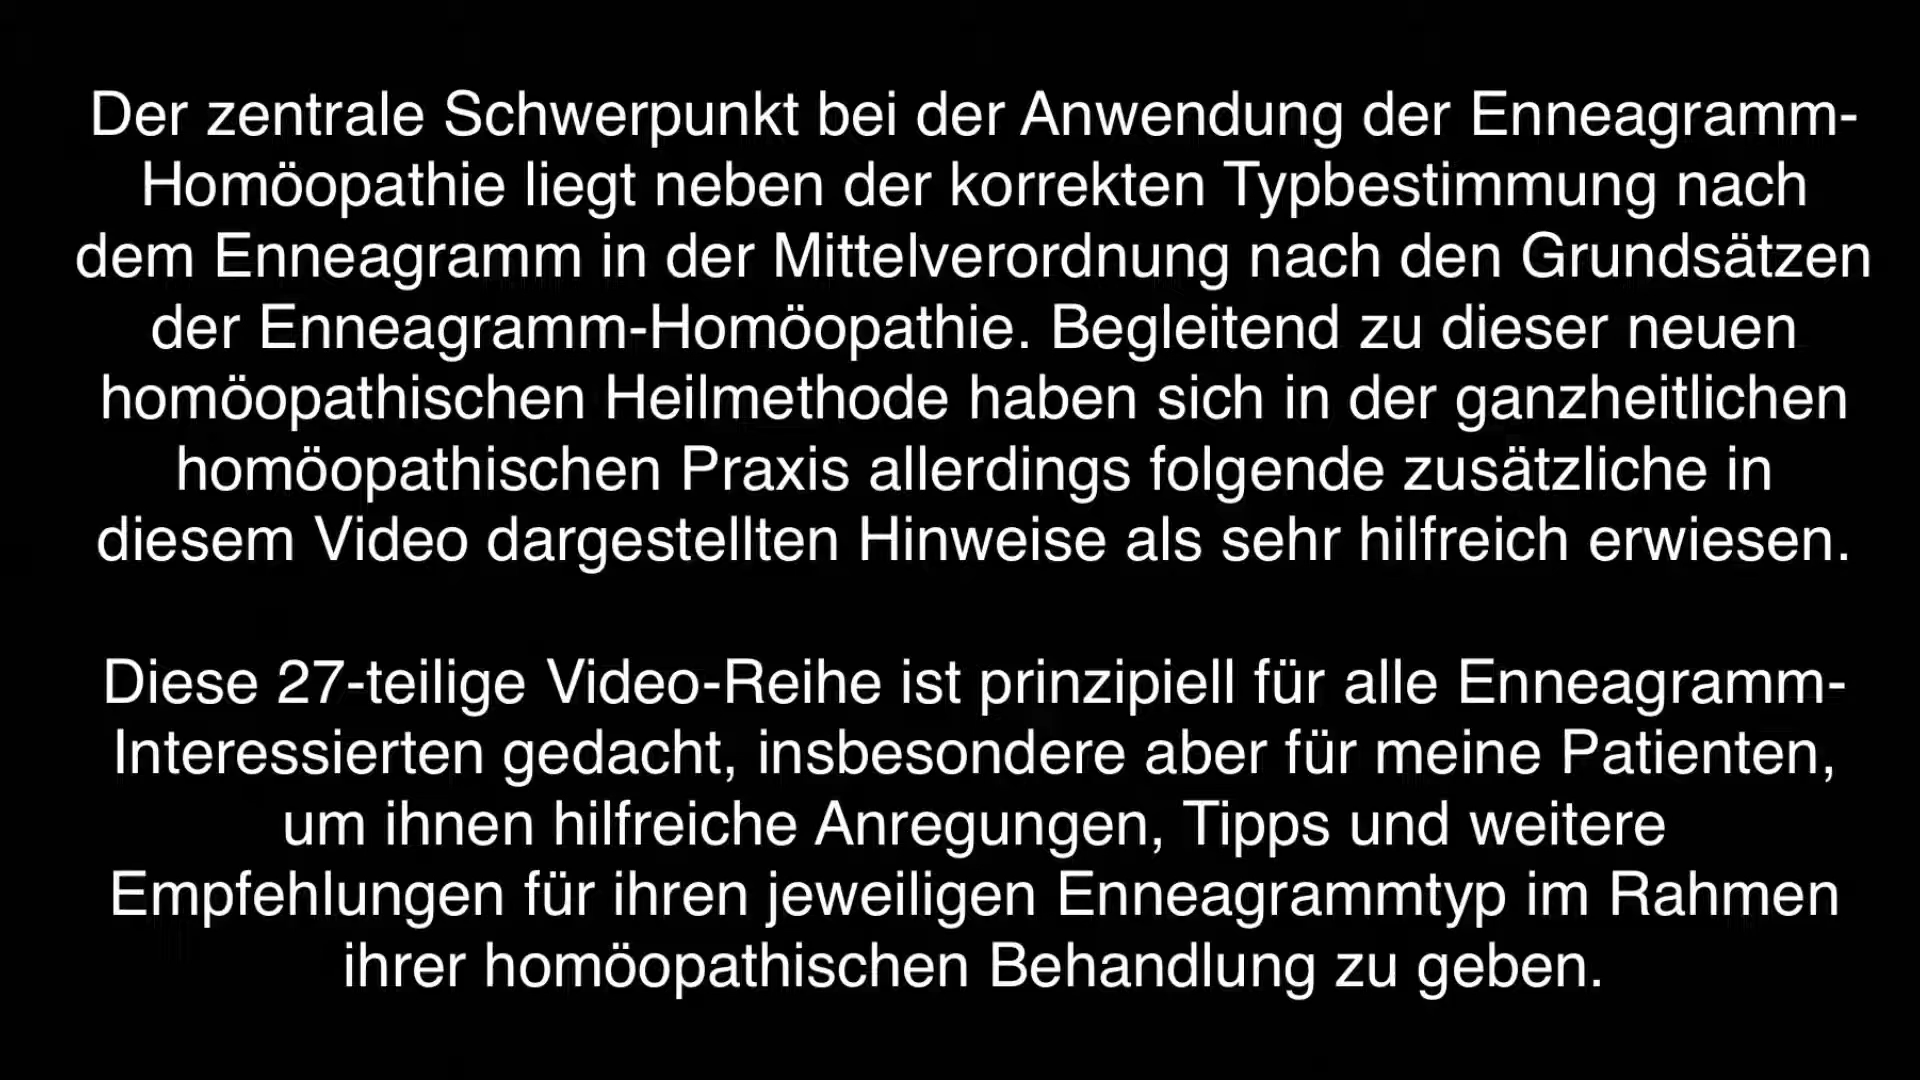 Der zentrale Schwerpunkt bei der Anwendung der Enneagramm-
Homöopathie liegt neben der korrekten Typbestimmung nach
dem Enneagramm in der Mittelverordnung nach den Grundsätzen
der Enneagramm-Homöopathie. Begleitend zu dieser neuen
homöopathischen Heilmethode haben sich in der ganzheitlichen
homöopathischen Praxis allerdings folgende zusätzliche in
diesem Video dargestellten Hinweise als sehr hilfreich erwiesen.
Diese 27-teilige Video-Reihe ist prinzipiell für alle Enneagramm-
Interessierten gedacht, insbesondere aber für meine Patienten,
um ihnen hilfreiche Anregungen, Tipps und weitere
Empfehlungen für ihren jeweiligen Enneagrammtyp im Rahmen
ihrer homöopathischen Behandlung zu geben.